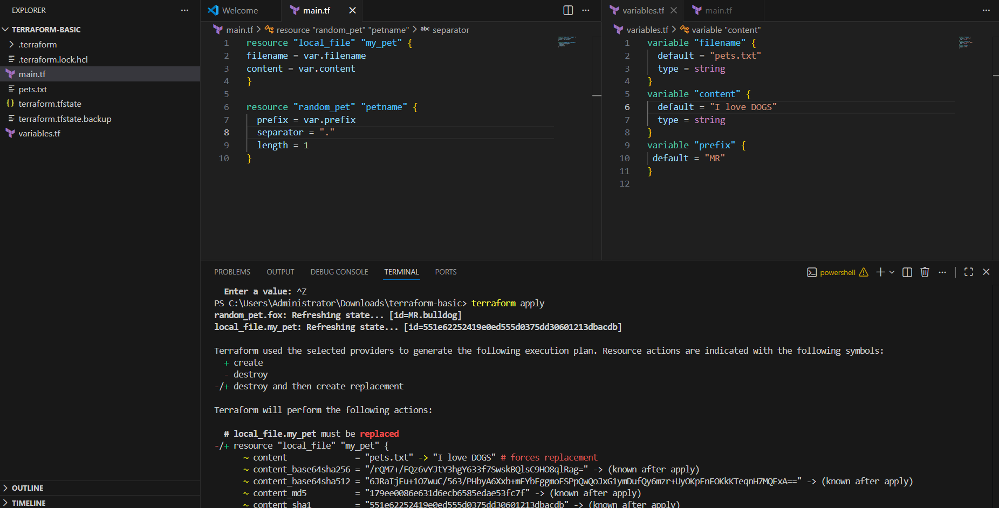 EXPLORER
TERRAFORM-BASIC
.terraform
.terraform.lock.hcl
main.tf
pets.txt
terraform.tfstate
terraform.tfstate.backup
variables.tf
OUTLINE
TIMELINE
Welcome
main.tf
main.tf > resource "random_pet" "petname" > abc separator
1 resource "local_file" "my_pet" {
2 filename = var.filename
3 content = var.content
4 }
5
6 resource "random_pet" "petname" {
7 prefix = var.prefix
8 separator = "."
9 length = 1
10 }
variables.tf
main.tf
variables.tf > variable "content"
1 variable "filename" {
2 default = "pets.txt"
3 type = string
4 }
5 variable "content" {
6 default = "I love DOGS"
7 type = string
8 }
9 variable "prefix" {
10 default = "MR"
11 }
12
PROBLEMS OUTPUT DEBUG CONSOLE TERMINAL PORTS
powershell
Enter a value: ^Z
PS C:\Users\Administrator\Downloads\terraform-basic> terraform apply
random_pet.fox: Refreshing state... [id=MR.bulldog]
local_file.my_pet: Refreshing state... [id=551e62252419e0ed555d0375dd30601213dbacdb]
Terraform used the selected providers to generate the following execution plan. Resource actions are indicated with the following symbols:
+ create
- destroy
-/+ destroy and then create replacement
Terraform will perform the following actions:
# local_file.my_pet must be replaced
-/+ resource "local_file" "my_pet" {
~ content = "pets.txt" -> "I love DOGS" # forces replacement
~ content_base64sha256 = "/rQM7+/FQz6vYJtY3hgY633f7SwskBQlsC9HO8qlRag=" -> (known after apply)
~ content_base64sha512 = "6JRaIjEu+1OZwuC/563/PHbyA6Xxb+mFYbFggmoFSPpQwQoJxG1ymDufQy6mzr+UyOKpFnEOKkKTeqnH7MQExA==" -> (known after apply)
~ content_md5 = "179ee0086e631d6ecb6585edae53fc7f" -> (known after apply)
~ content_sha1 = "551e62252419e0ed555d0375dd30601213dbacdb" -> (known after apply)